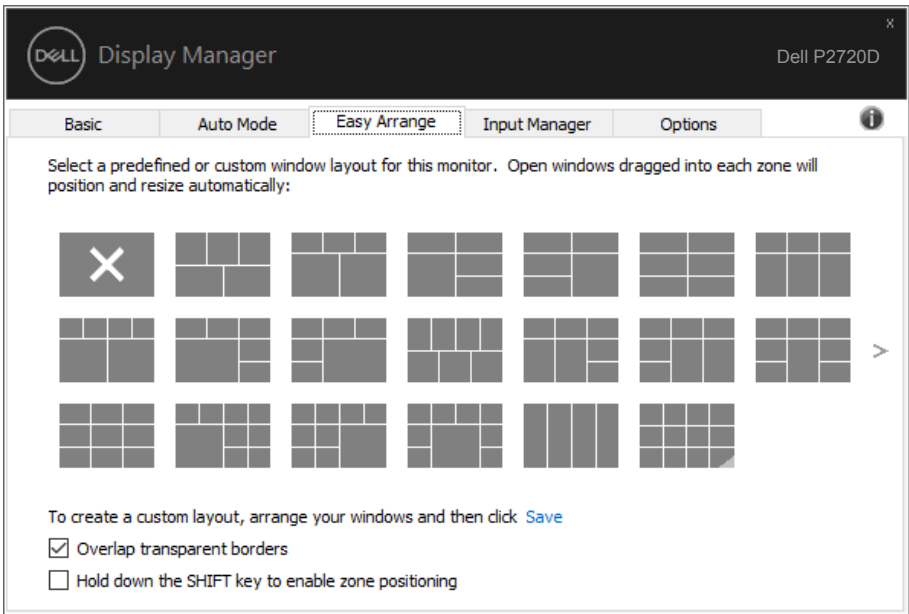 x
DELL Display Manager
Dell P2720D
Basic Auto Mode Easy Arrange Input Manager Options
Select a predefined or custom window layout for this monitor. Open windows dragged into each zone will
position and resize automatically:
>
To create a custom layout, arrange your windows and then click Save
Overlap transparent borders
Hold down the SHIFT key to enable zone positioning